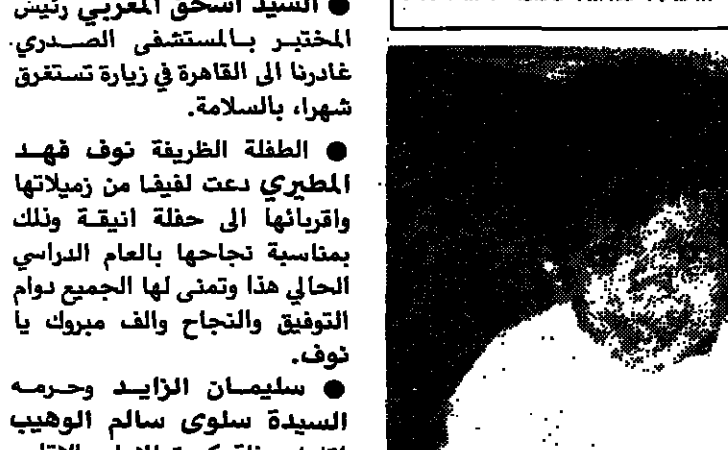 ● السيد اسحق المغربي رئيس
المختبر بالمستشفى الصدري
غادرنا الى القاهرة في زيارة تستغرق
شهرا، بالسلامة.
● الطفلة الظريفة نوف فهد
المطيري دعت لفيفا من زميلاتها
واقربائها الى حفلة انيقة وذلك
بمناسبة نجاحها بالعام الدراسي
الحالي هذا وتمنى لها الجميع دوام
التوفيق والنجاح والف مبروك يا
نوف.
● سليمان الزايد وحرمه
السيدة سلوى سالم الوهيب